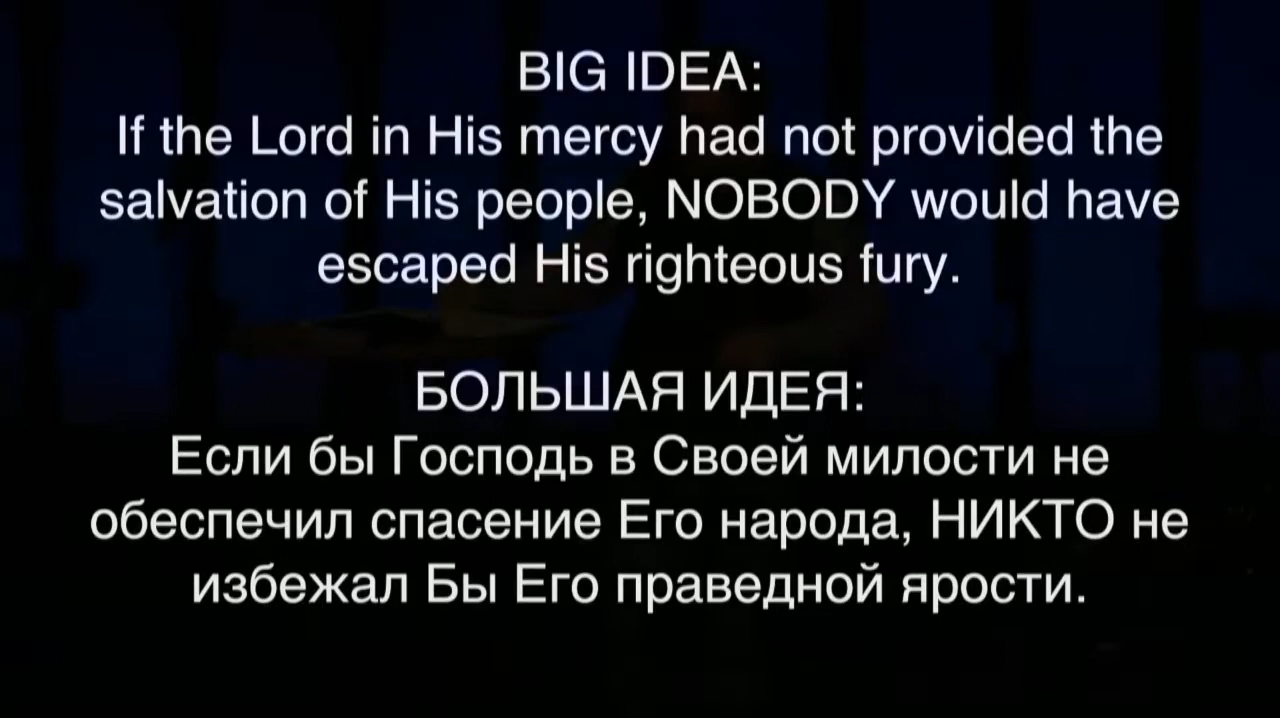 BIG IDEA:
If the Lord in His mercy had not provided the
salvation of His people, NOBODY would have
escaped His righteous fury.
БОЛЬШАЯ ИДЕЯ:
Если бы Господь в Своей милости не
обеспечил спасение Его народа, НИКТО не
избежал Бы Его праведной ярости.